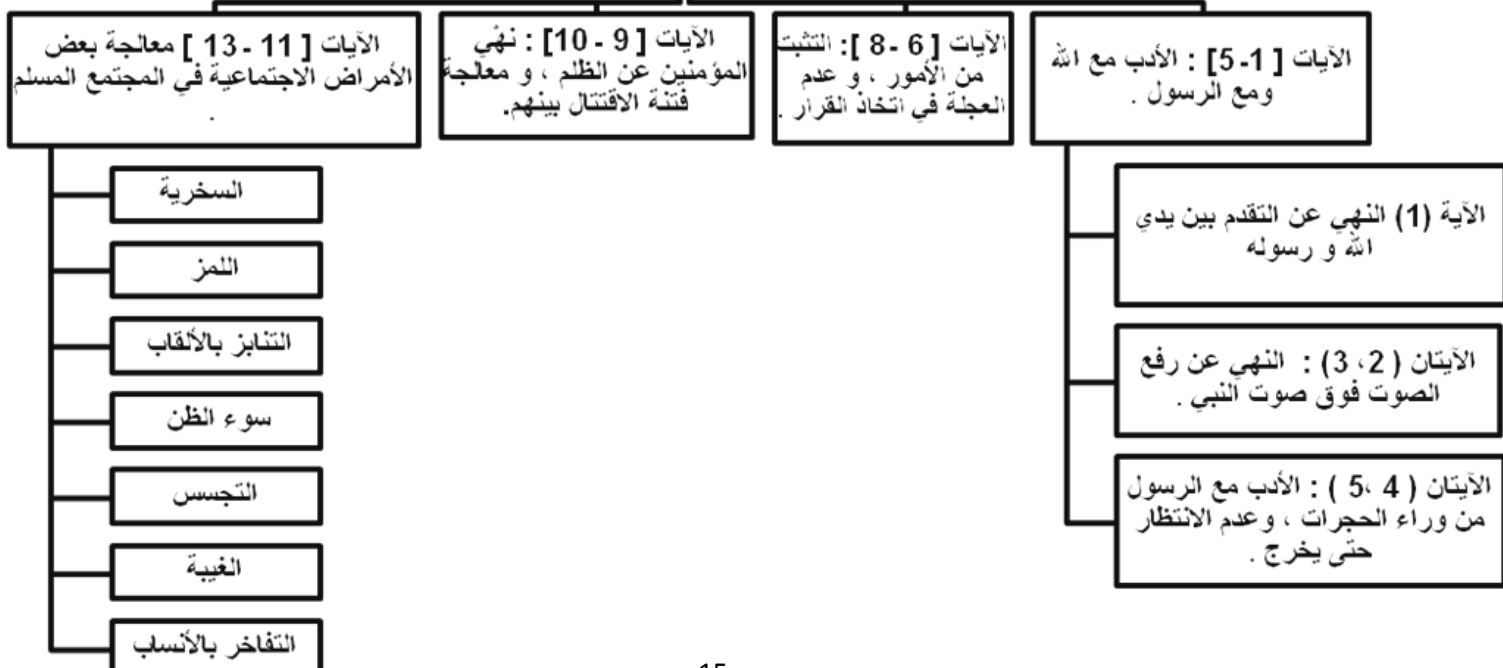 الآيات [ 1- 5] : الأدب مع الله
ومع الرسول .
الآيات [ 6 - 8 ]: التثبت
من الأمور ، و عدم
العجلة في اتخاذ القرار .
الآيات [ 9 - 10] : نهْي
المؤمنين عن الظلم ، و معالجة
فتنة الاقتتال بينهم.
الآيات [ 11 - 13 ] معالجة بعض
الأمراض الاجتماعية في المجتمع المسلم
.
الآية (1) النهي عن التقدم بين يدي
الله و رسوله
الآيتان ( 2، 3) : النهي عن رفع
الصوت فوق صوت النبي .
الآيتان ( 4 ،5 ) : الأدب مع الرسول
من وراء الحجرات ، وعدم الانتظار
حتى يخرج .
السخرية
اللمز
التنابز بالألقاب
سوء الظن
التجسس
الغيبة
التفاخر بالأنساب
15